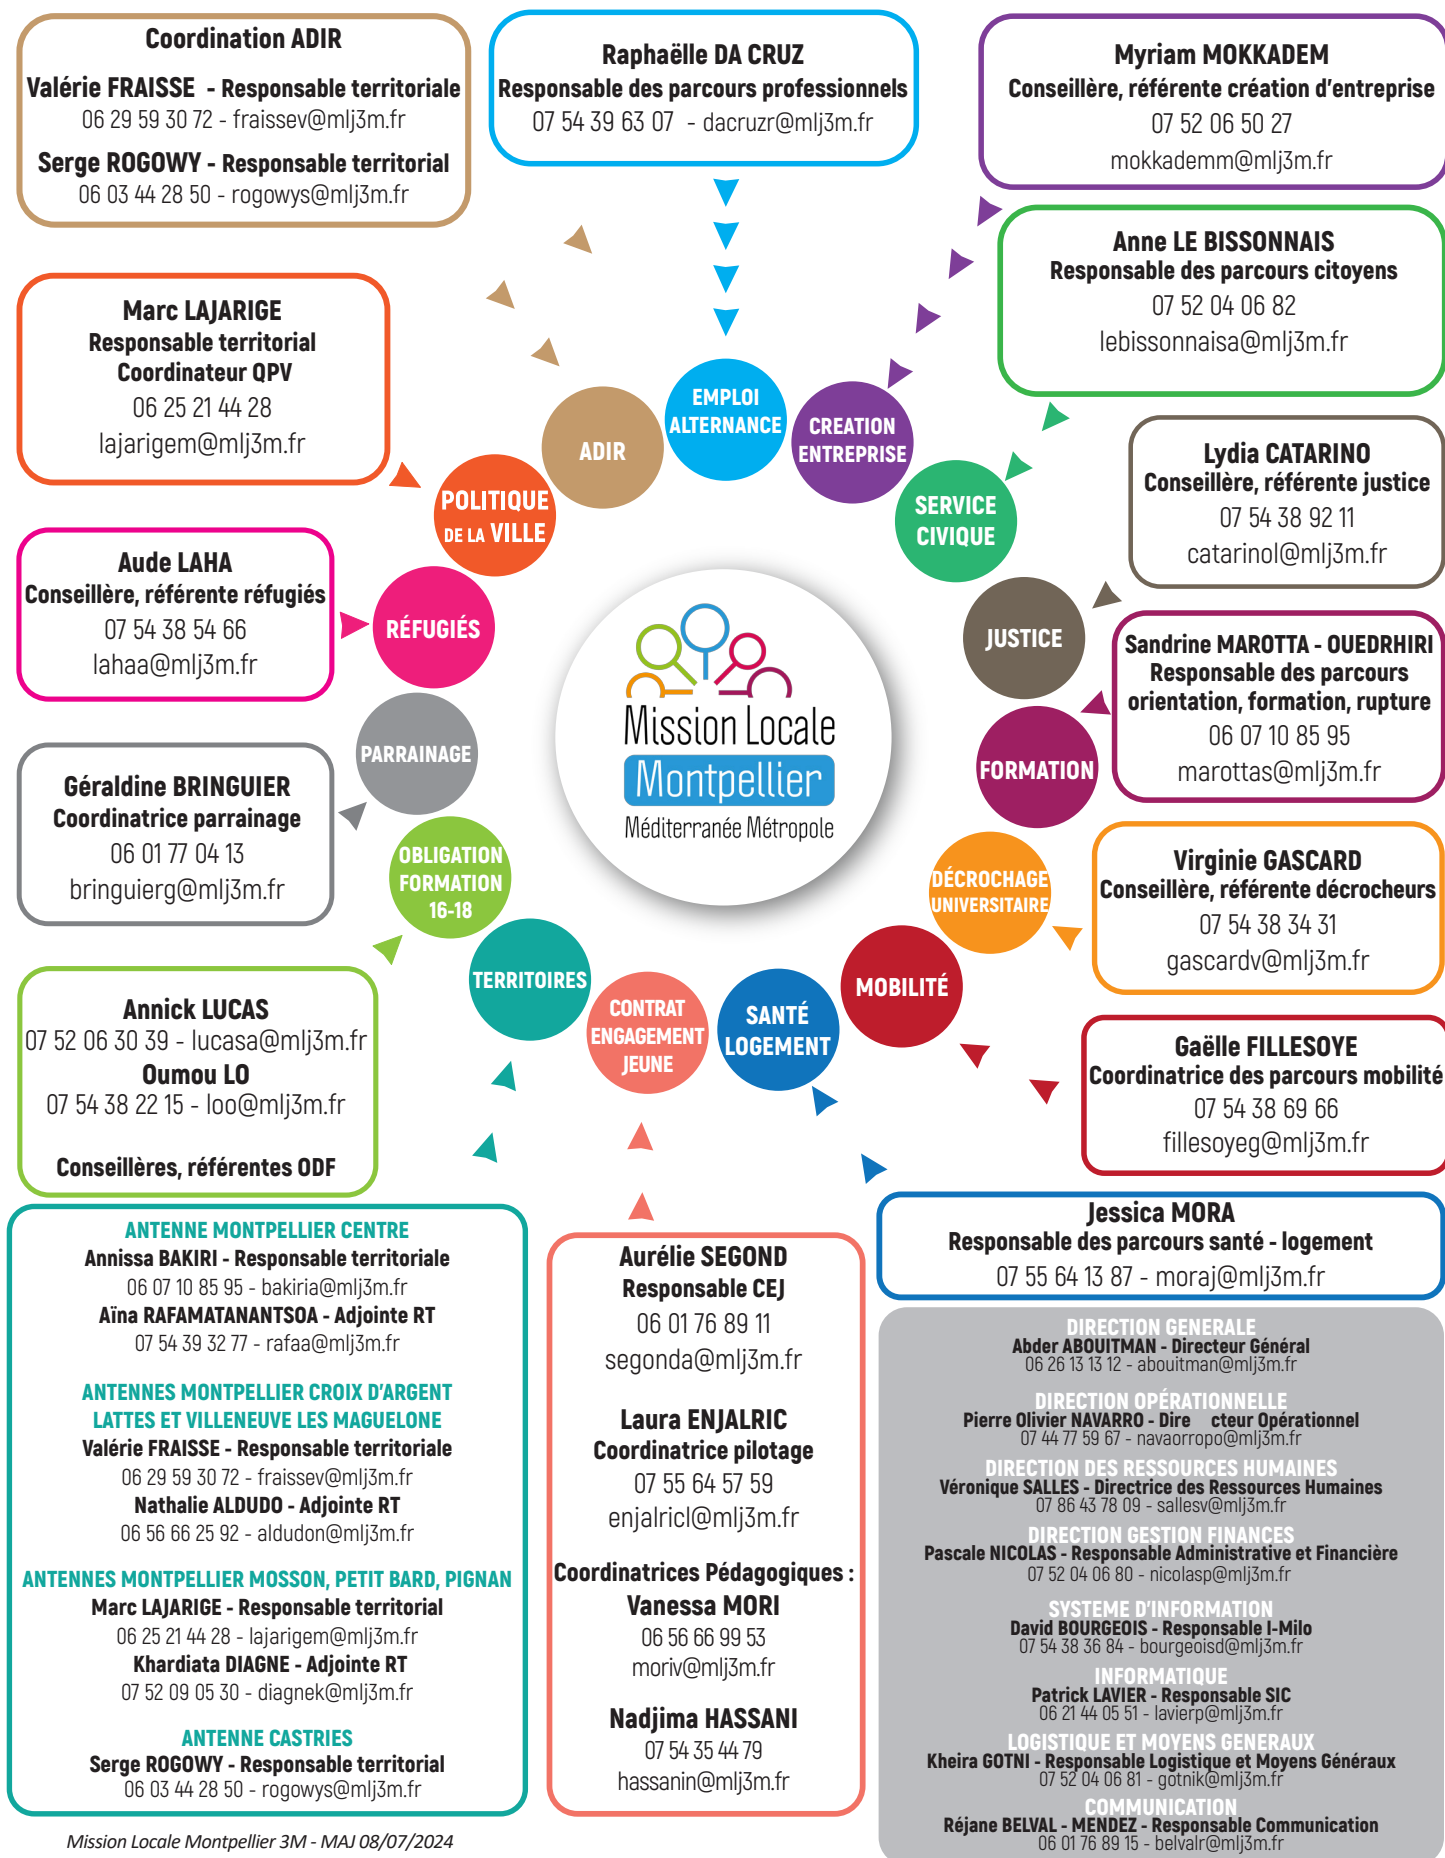 Coordination ADIR
Valérie FRAISSE - Responsable territoriale
06 29 59 30 72 - fraissev@mlj3m.fr
Serge ROGOWY - Responsable territorial
06 03 44 28 50 - rogowys@mlj3m.fr
Raphaëlle DA CRUZ
Responsable des parcours professionnels
07 54 39 63 07 - dacruzr@mlj3m.fr
Myriam MOKKADEM
Conseillère, référente création d'entreprise
07 52 06 50 27
mokkademm@mlj3m.fr
Anne LE BISSONNAIS
Responsable des parcours citoyens
07 52 04 06 82
lebissonnaisa@mlj3m.fr
Marc LAJARIGE
Responsable territorial
Coordinateur QPV
06 25 21 44 28
lajarigem@mlj3m.fr
Lydia CATARINO
Conseillère, référente justice
07 54 38 92 11
catarinol@mlj3m.fr
Aude LAHA
Conseillère, référente réfugiés
07 54 38 54 66
lahaa@mlj3m.fr
Sandrine MAROTTA - OUEDRHIRI
Responsable des parcours
orientation, formation, rupture
06 07 10 85 95
marottas@mlj3m.fr
Géraldine BRINGUIER
Coordinatrice parrainage
06 01 77 04 13
bringuierg@mlj3m.fr
Virginie GASCARD
Conseillère, référente décrocheurs
07 54 38 34 31
gascardv@mlj3m.fr
Annick LUCAS
07 52 06 30 39 - lucasa@mlj3m.fr
Oumou LO
07 54 38 22 15 - loo@mlj3m.fr
Conseillères, référentes ODF
Gaëlle FILLESOYE
Coordinatrice des parcours mobilité
07 54 38 69 66
fillesoyeg@mlj3m.fr
EMPLOI
ALTERNANCE
CREATION
ENTREPRISE
ADIR
POLITIQUE
DE LA VILLE
SERVICE
CIVIQUE
RÉFUGIÉS
JUSTICE
PARRAINAGE
FORMATION
OBLIGATION
FORMATION
16-18
DÉCROCHAGE
UNIVERSITAIRE
TERRITOIRES
CONTRAT
ENGAGEMENT
JEUNE
SANTÉ
LOGEMENT
MOBILITÉ
Mission Locale
Montpellier
Méditerranée Métropole
ANTENNE MONTPELLIER CENTRE
Annissa BAKIRI - Responsable territoriale
06 07 10 85 95 - bakiria@mlj3m.fr
Aïna RAFAMATANANTSOA - Adjointe RT
07 54 39 32 77 - rafaa@mlj3m.fr
ANTENNES MONTPELLIER CROIX D'ARGENT
LATTES ET VILLENEUVE LES MAGUELONE
Valérie FRAISSE - Responsable territoriale
06 29 59 30 72 - fraissev@mlj3m.fr
Nathalie ALDUDO - Adjointe RT
06 56 66 25 92 - aldudon@mlj3m.fr
ANTENNES MONTPELLIER MOSSON, PETIT BARD, PIGNAN
Marc LAJARIGE - Responsable territorial
06 25 21 44 28 - lajarigem@mlj3m.fr
Khardiata DIAGNE - Adjointe RT
07 52 09 05 30 - diagnek@mlj3m.fr
ANTENNE CASTRIES
Serge ROGOWY - Responsable territorial
06 03 44 28 50 - rogowys@mlj3m.fr
Aurélie SEGOND
Responsable CEJ
06 01 76 89 11
segonda@mlj3m.fr
Laura ENJALRIC
Coordinatrice pilotage
07 55 64 57 59
enjalricl@mlj3m.fr
Coordinatrices Pédagogiques :
Vanessa MORI
06 56 66 99 53
moriv@mlj3m.fr
Nadjima HASSANI
07 54 35 44 79
hassanin@mlj3m.fr
Jessica MORA
Responsable des parcours santé - logement
07 55 64 13 87 - moraj@mlj3m.fr
DIRECTION GENERALE
Abder ABOUITMAN - Directeur Général
06 26 13 13 12 - abouitman@mlj3m.fr
DIRECTION OPÉRATIONNELLE
Pierre Olivier NAVARRO - Dire cteur Opérationnel
07 44 77 59 67 - navaorropo@mlj3m.fr
DIRECTION DES RESSOURCES HUMAINES
Véronique SALLES - Directrice des Ressources Humaines
07 86 43 78 09 - sallesv@mlj3m.fr
DIRECTION GESTION FINANCES
Pascale NICOLAS - Responsable Administrative et Financière
07 52 04 06 80 - nicolasp@mlj3m.fr
SYSTEME D'INFORMATION
David BOURGEOIS - Responsable I-Milo
07 54 38 36 84 - bourgeoisd@mlj3m.fr
INFORMATIQUE
Patrick LAVIER - Responsable SIC
06 21 44 05 51 - lavierp@mlj3m.fr
LOGISTIQUE ET MOYENS GENERAUX
Kheira GOTNI - Responsable Logistique et Moyens Généraux
07 52 04 06 81 - gotnik@mlj3m.fr
COMMUNICATION
Réjane BELVAL - MENDEZ - Responsable Communication
06 01 76 89 15 - belvalr@mlj3m.fr
Mission Locale Montpellier 3M - MAJ 08/07/2024